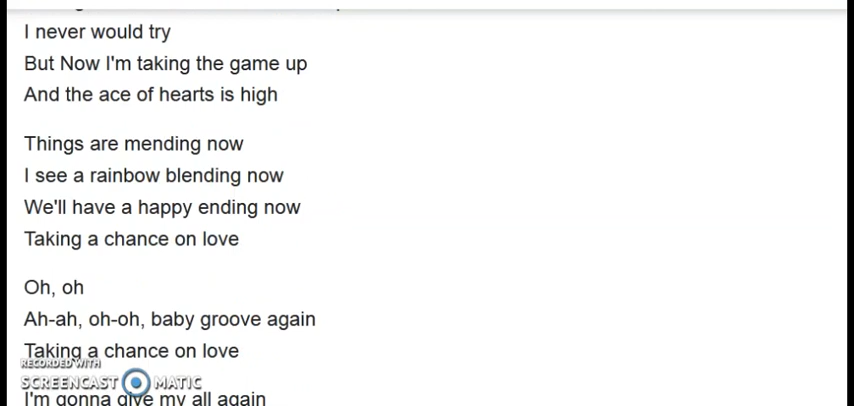 I never would try
But Now I'm taking the game up
And the ace of hearts is high
Things are mending now
I see a rainbow blending now
We'll have a happy ending now
Taking a chance on love
Oh, oh
Ah-ah, oh-oh, baby groove again
Taking a chance on love
RECORDED WITH
SCREENCAST MATIC
I'm gonna give my all again